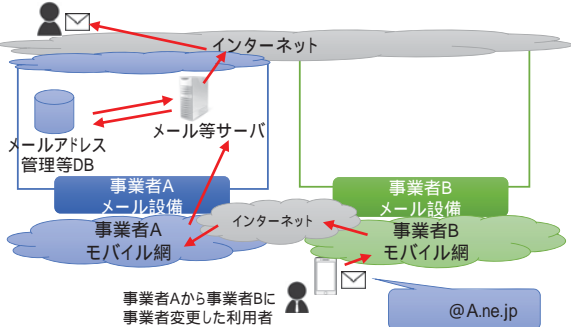 インターネット
メール等サーバ
メールアドレス
管理等DB
事業者A
メール設備
事業者B
メール設備
事業者A
モバイル網
インターネット
事業者B
モバイル網
事業者Aから事業者Bに
事業者変更した利用者
@A.ne.jp